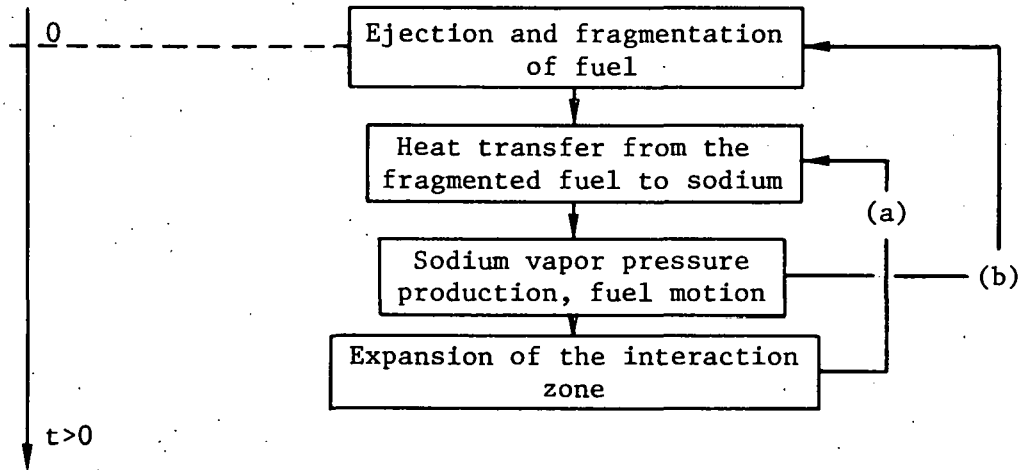 0
Ejection and fragmentation
of fuel
Heat transfer from the
fragmented fuel to sodium
(a)
Sodium vapor pressure
production, fuel motion
(b)
Expansion of the interaction
zone
t>0